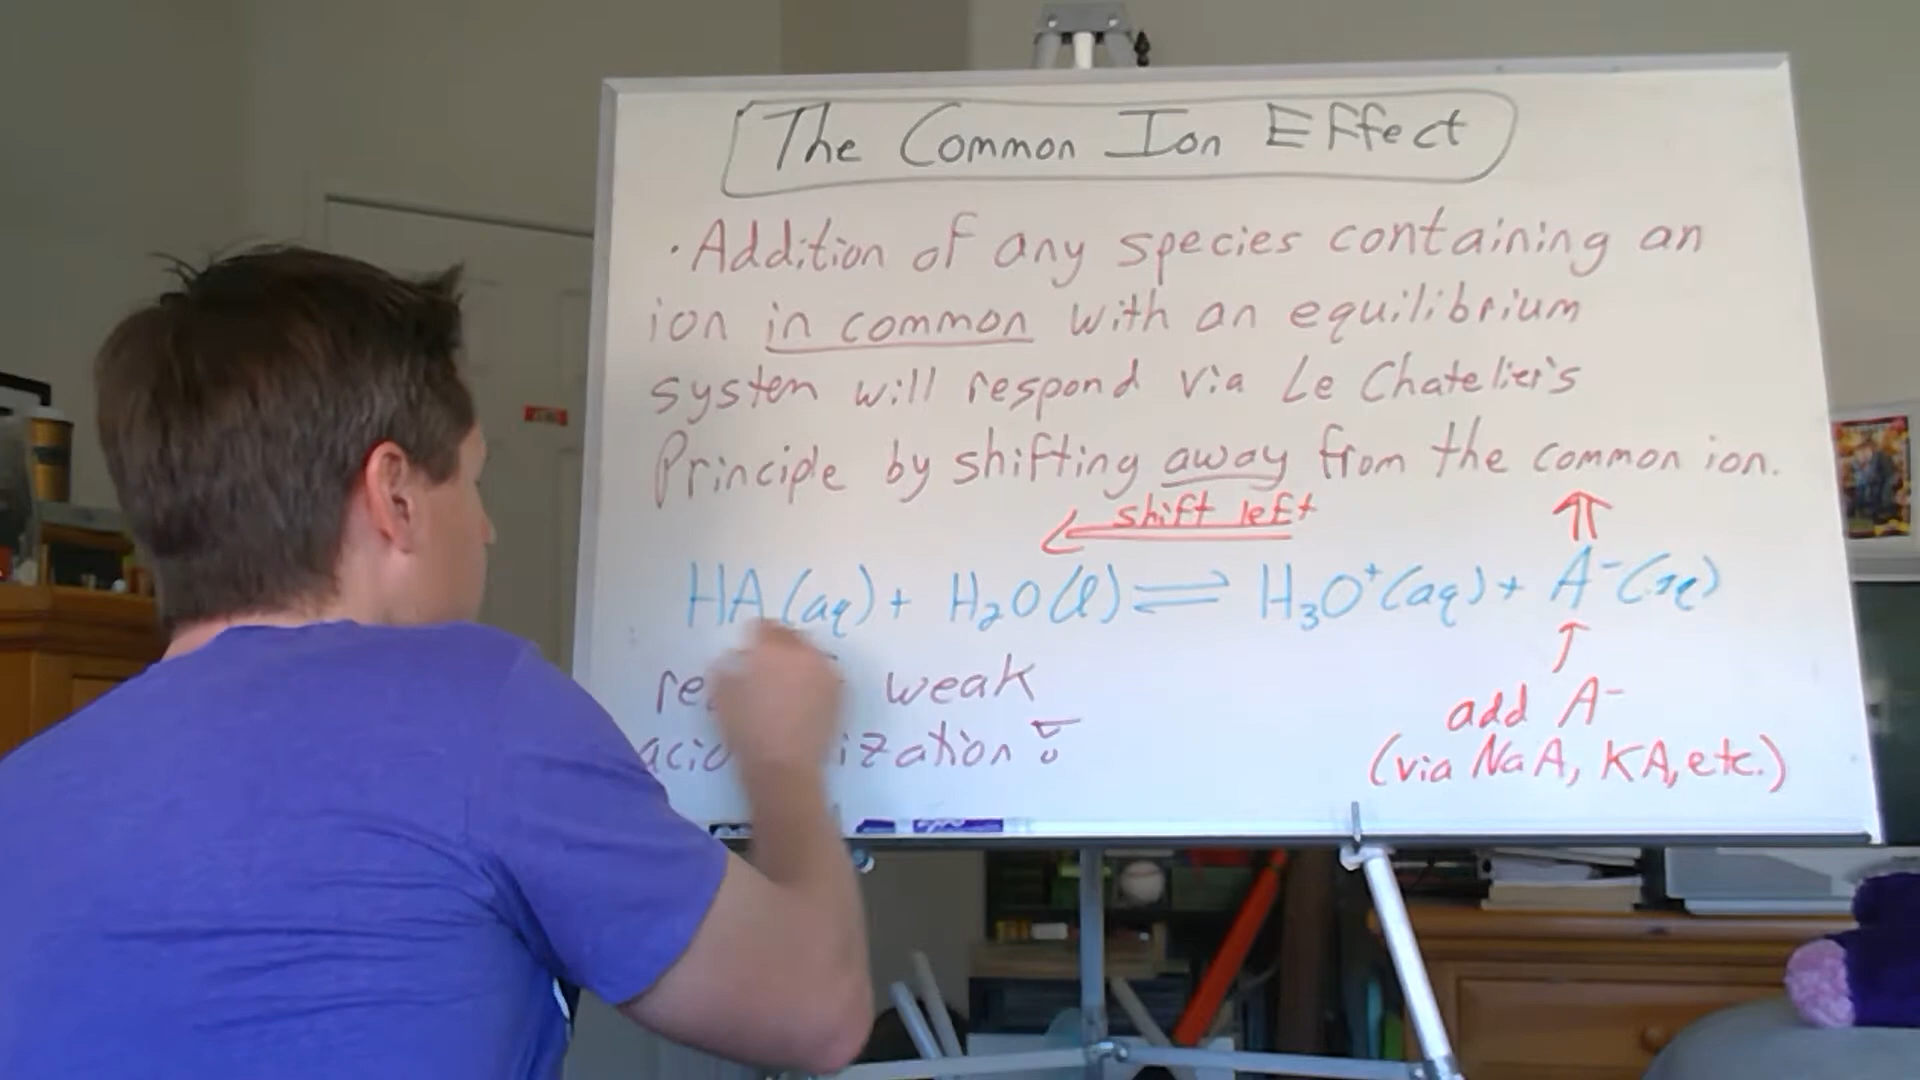 The Common Ion Effect
· Addition of any species containing an
ion in common with an equilibrium
system will respond via Le Chatelier's
Principle by shifting away from the common ion.
shift left
HA(aq) + H₂O(l) ⇌ H₃O⁺(aq) + A⁻(aq)
weak
add A⁻
(via NaA, KA, etc.)